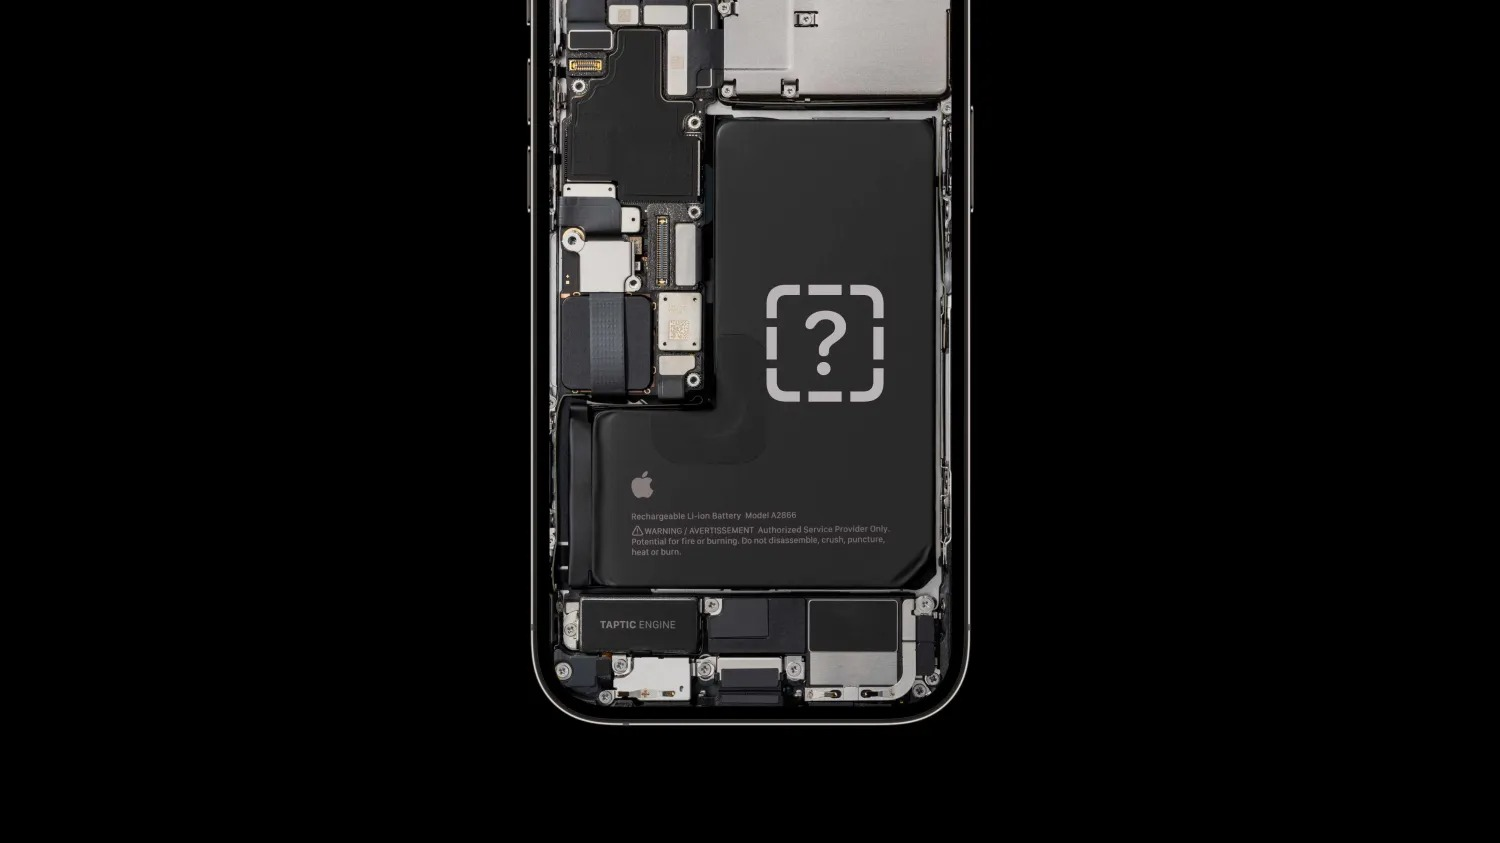 ?
Rechargeable Li-ion Battery Model A2866
WARNING / AVERTISSEMENT Authorized Service Provider Only.
Potential for fire or burning. Do not disassemble, crush, puncture,
heat or burn.
TAPTIC ENGINE